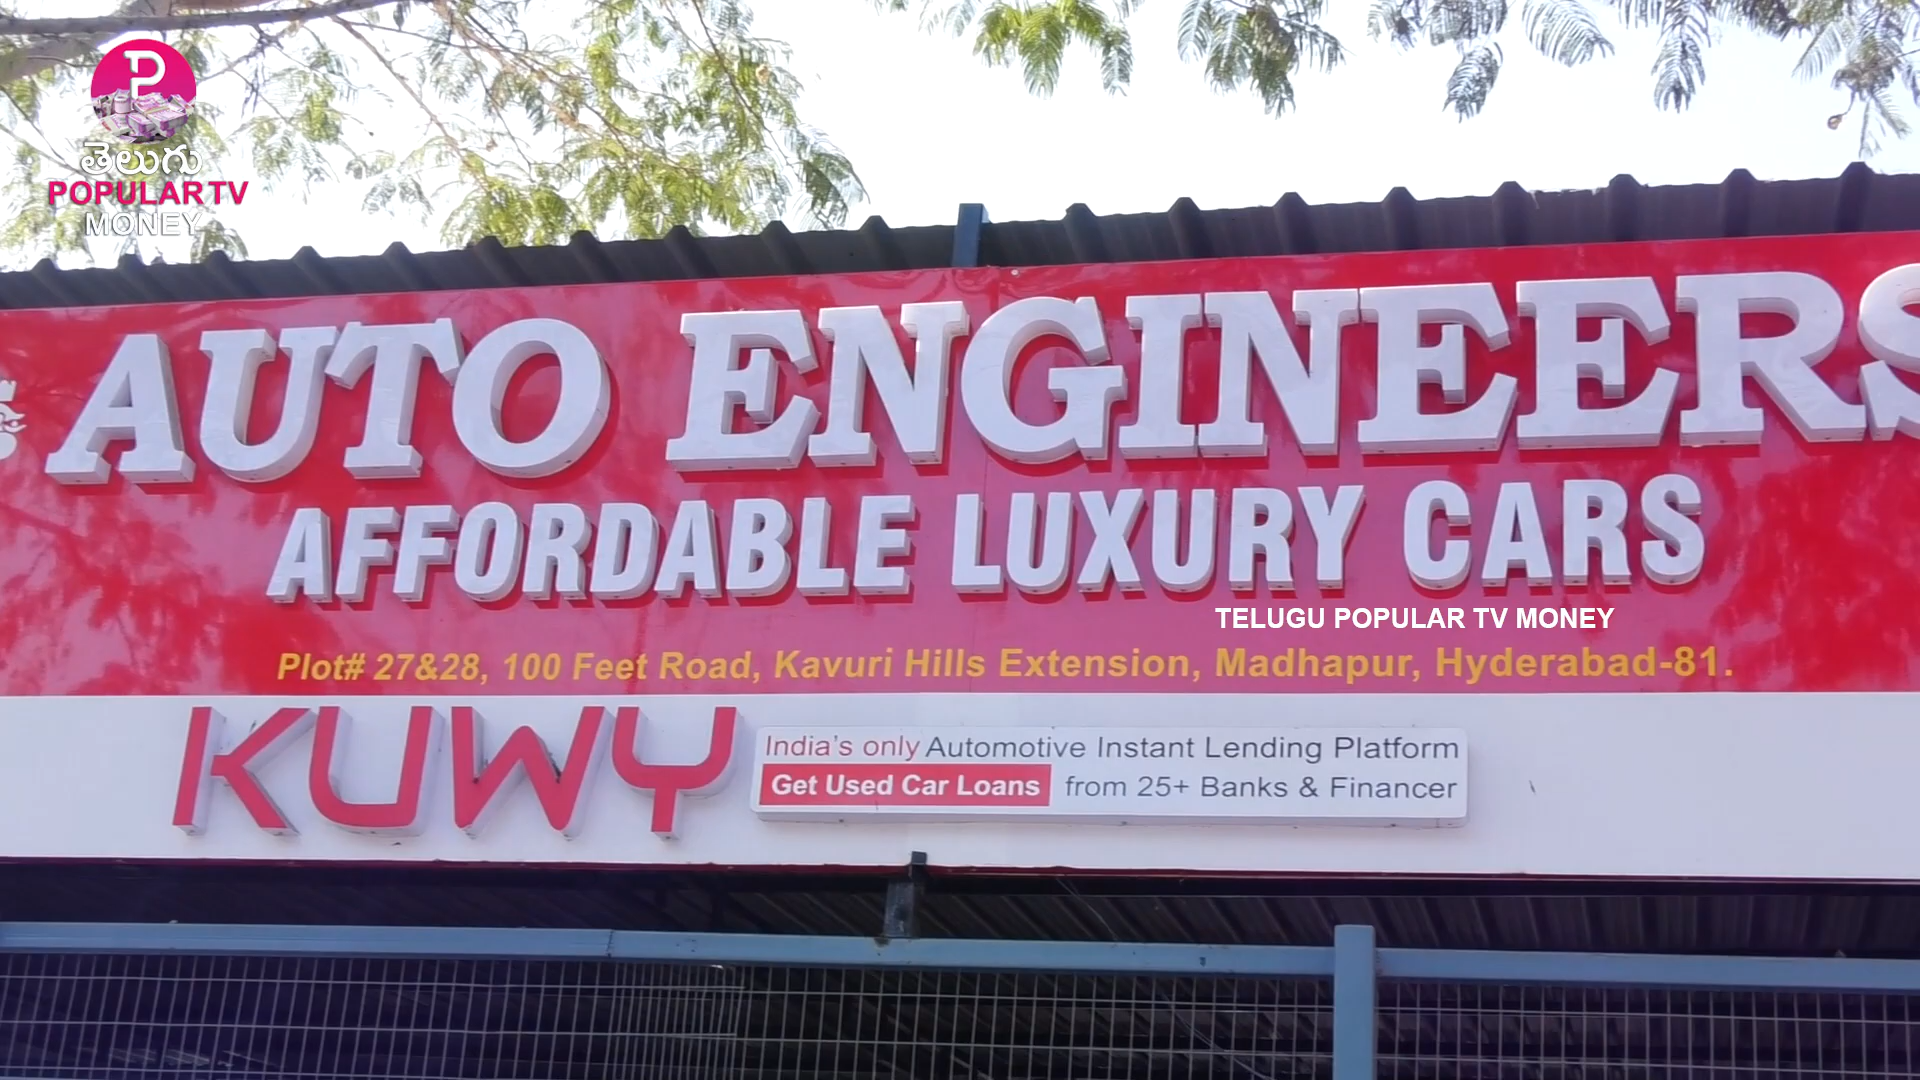 P
తెలుగు
POPULAR TV
MONEY
AUTO ENGINEERS
AFFORDABLE LUXURY CARS
TELUGU POPULAR TV MONEY
Plot# 27&28, 100 Feet Road, Kavuri Hills Extension, Madhapur, Hyderabad-81.
KUWY
India's only Automotive Instant Lending Platform
Get Used Car Loans from 25+ Banks & Financer